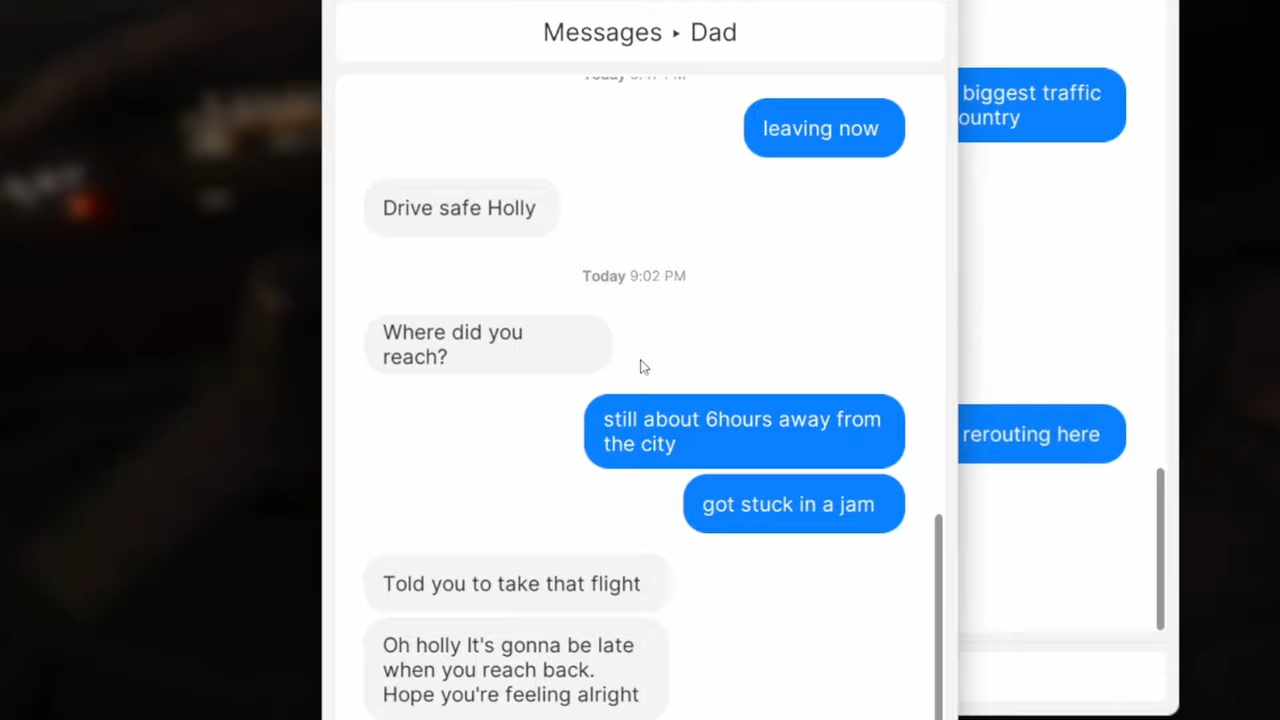 Messages ▸ Dad
leaving now
Drive safe Holly
Today 9:02 PM
Where did you
reach?
still about 6hours away from
the city
got stuck in a jam
Told you to take that flight
Oh holly It's gonna be late
when you reach back.
Hope you're feeling alright
biggest traffic
ountry
rerouting here